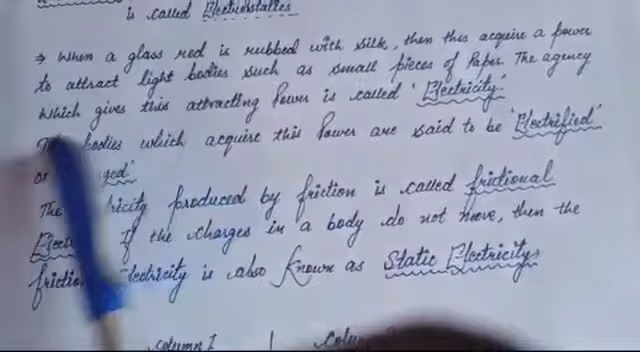 is called Electrostatics
→ When a glass rod is rubbed with silk, then this acquire a power
to attract light bodies such as small pieces of Paper. The agency
which gives this attracting Power is called 'Electricity'
bodies which acquire this Power are said to be 'Electrified'
or
The produced by friction is called frictional
If the charges in a body do not move, then the
is also known as Static Electricity
Column I